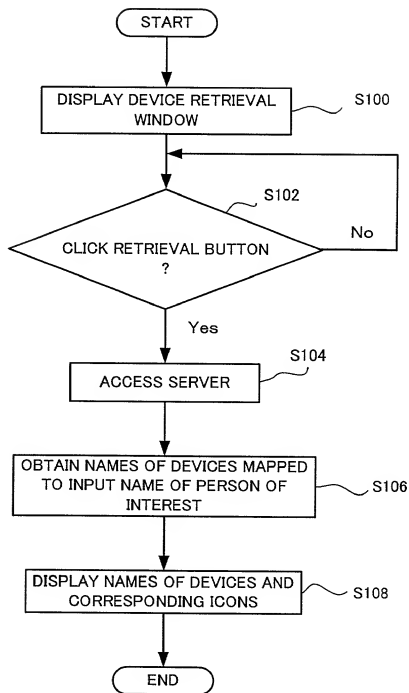 START
DISPLAY DEVICE RETRIEVAL
WINDOW
S100
S102
CLICK RETRIEVAL BUTTON
?
No
Yes
S104
ACCESS SERVER
OBTAIN NAMES OF DEVICES MAPPED
TO INPUT NAME OF PERSON OF
INTEREST
S106
DISPLAY NAMES OF DEVICES AND
CORRESPONDING ICONS
S108
END